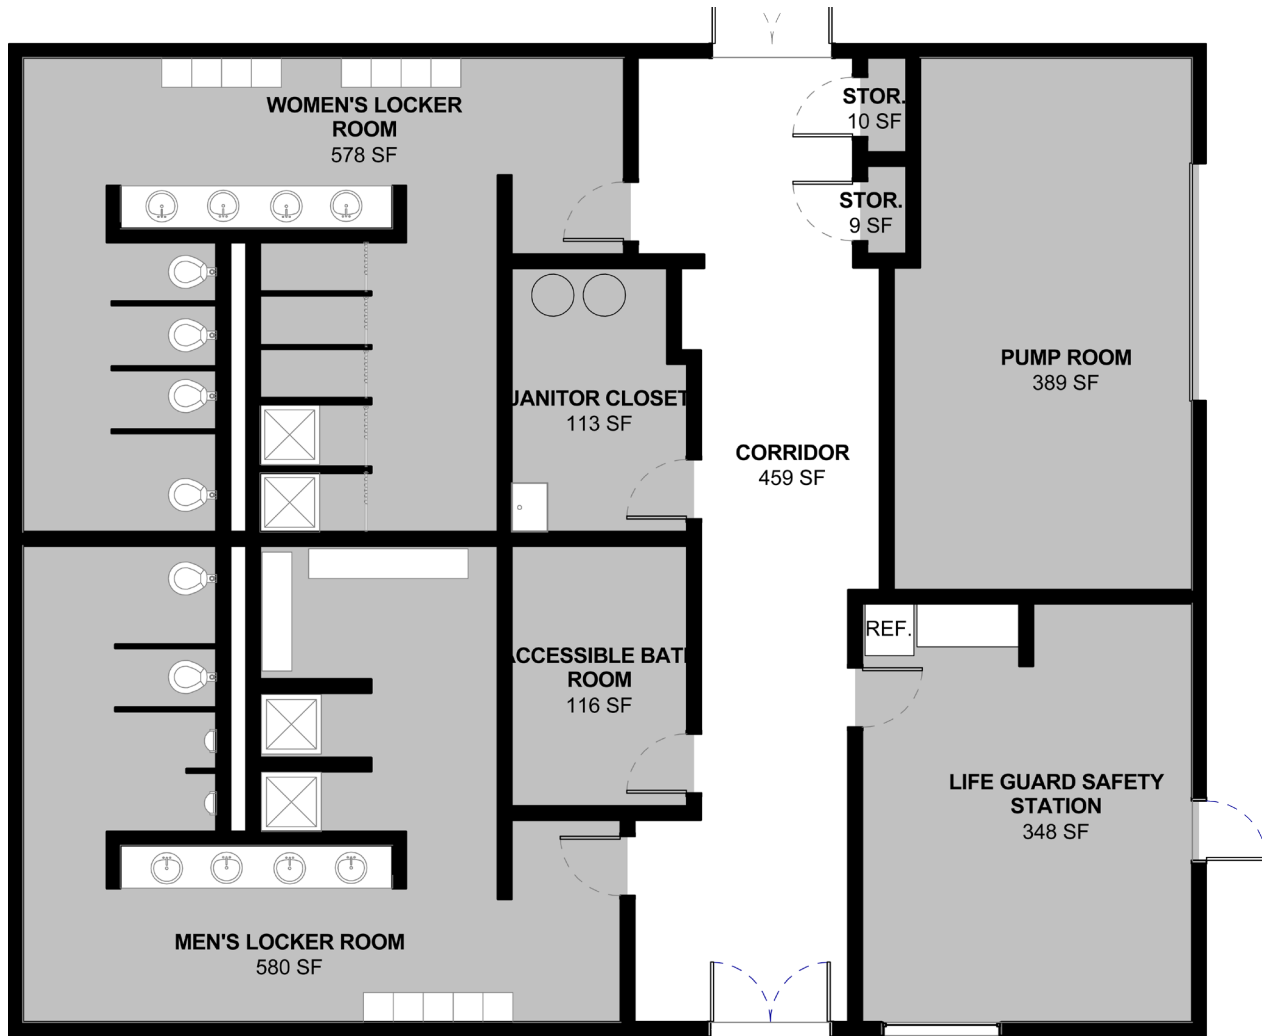 WOMEN'S LOCKER
ROOM
578 SF
STOR.
10 SF
STOR.
9 SF
PUMP ROOM
389 SF
JANITOR CLOSET
113 SF
CORRIDOR
459 SF
REF.
ACCESSIBLE BATH
ROOM
116 SF
LIFE GUARD SAFETY
STATION
348 SF
MEN'S LOCKER ROOM
580 SF